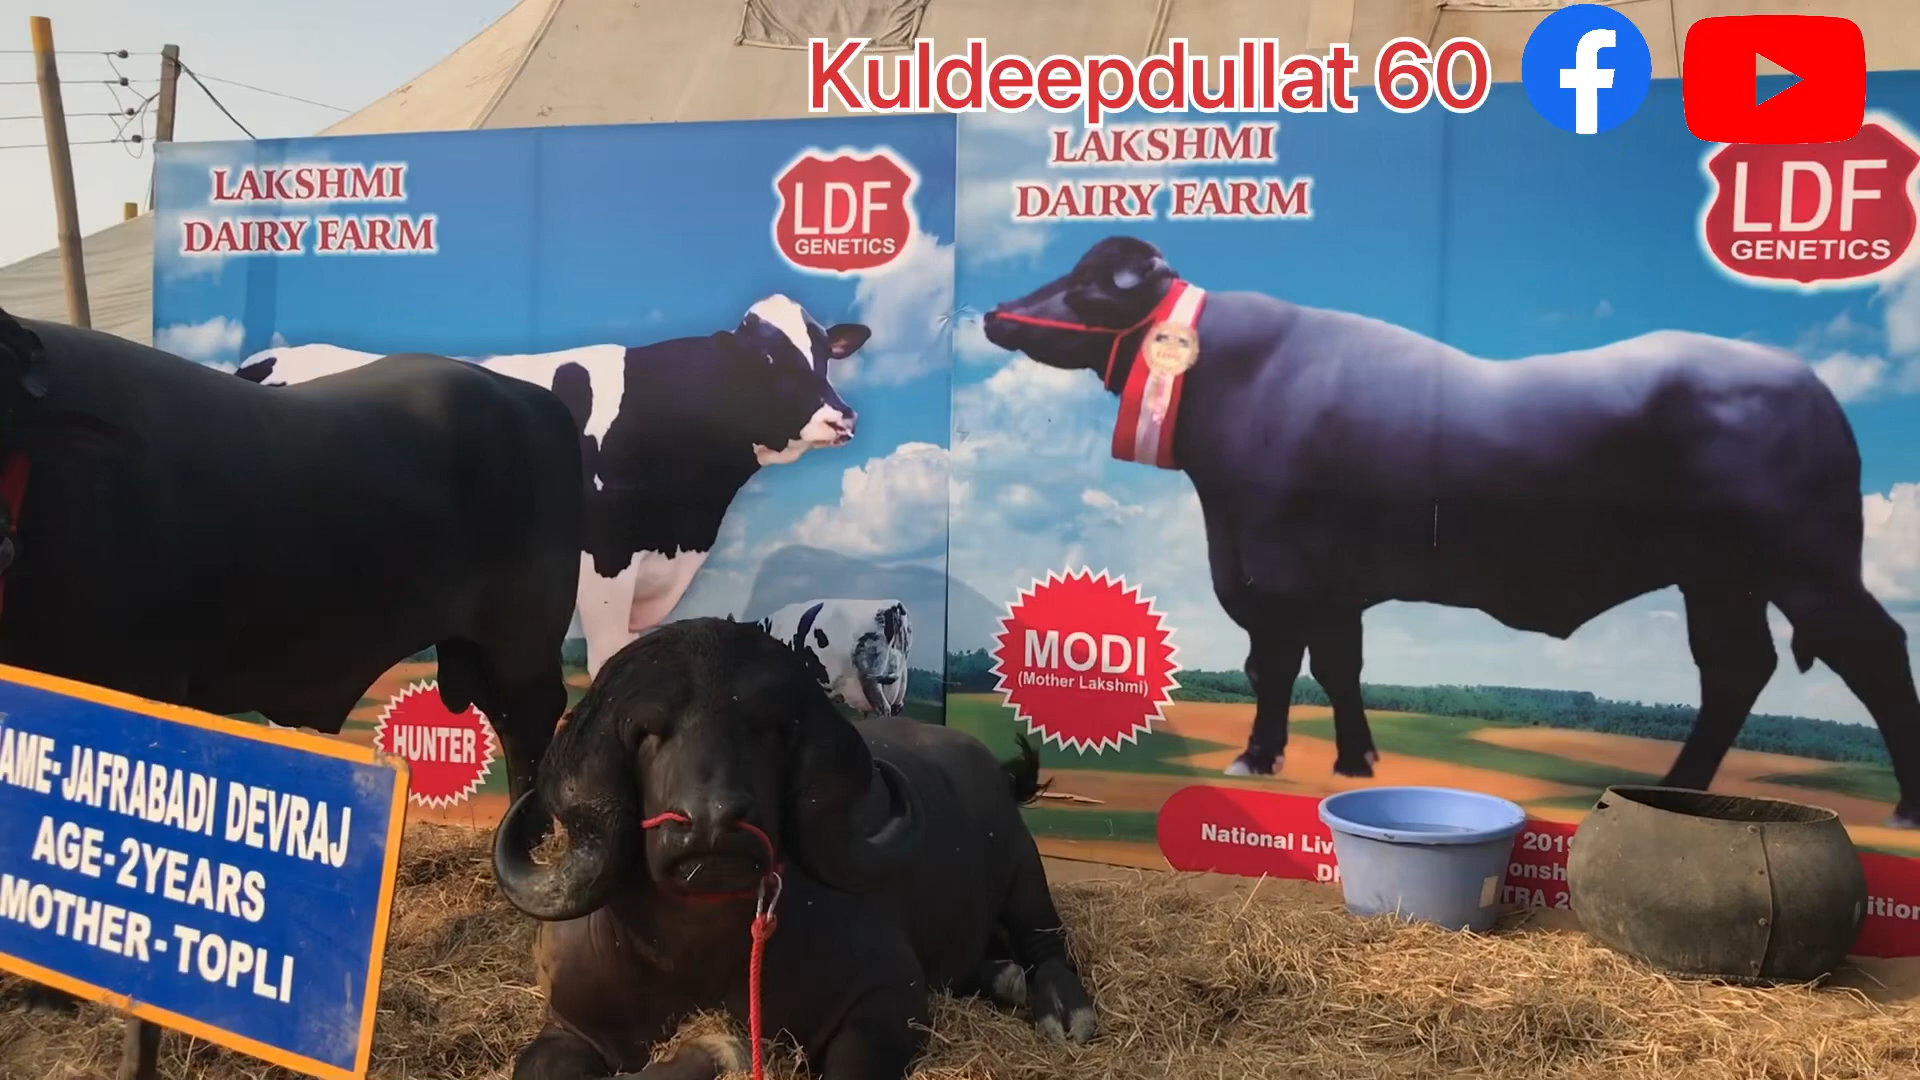 Kuldeepdullat 60
LAKSHMI
DAIRY FARM
LDF
GENETICS
LAKSHMI
DAIRY FARM
LDF
GENETICS
HUNTER
MODI
(Mother Lakshmi)
AME-JAFRABADI DEVRAJ
AGE-2YEARS
MOTHER-TOPLI
National Liv
2019